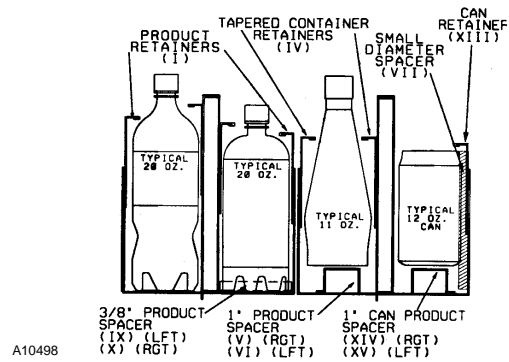 PRODUCT
RETAINERS
(I)
TAPERED CONTAINER
RETAINERS
(IV)
SMALL
DIAMETER
SPACER
(VII)
CAN
RETAINER
(XIII)
TYPICAL
20 OZ.
TYPICAL
20 OZ.
TYPICAL
11 OZ.
TYPICAL
12 OZ.
CAN
3/8" PRODUCT
SPACER
(IX) (LFT)
(X) (RGT)
1" PRODUCT
SPACER
(V) (RGT)
(VI) (LFT)
1" CAN PRODUCT
SPACER
(XIV) (RGT)
(XV) (LFT)
A10498